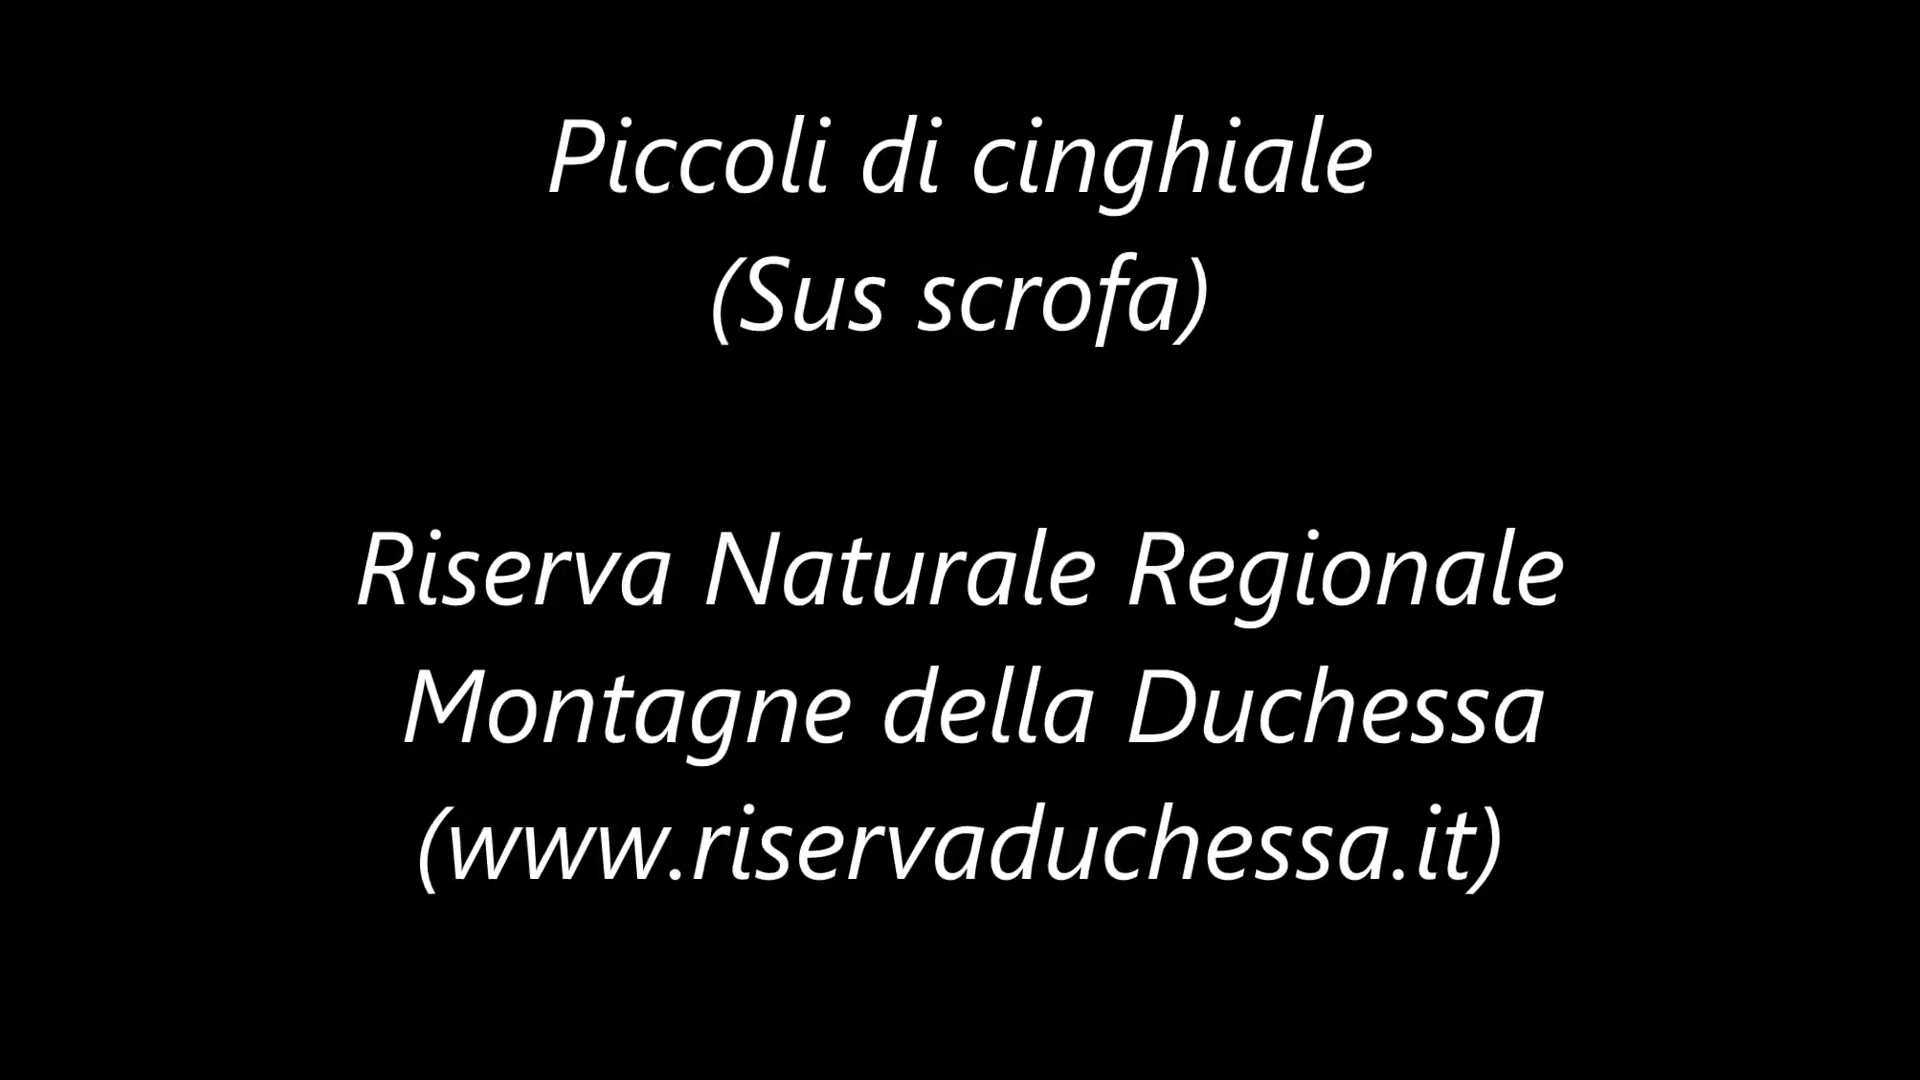 Piccoli di cinghiale
(Sus scrofa)
Riserva Naturale Regionale
Montagne della Duchessa
(www.riservaduchessa.it)